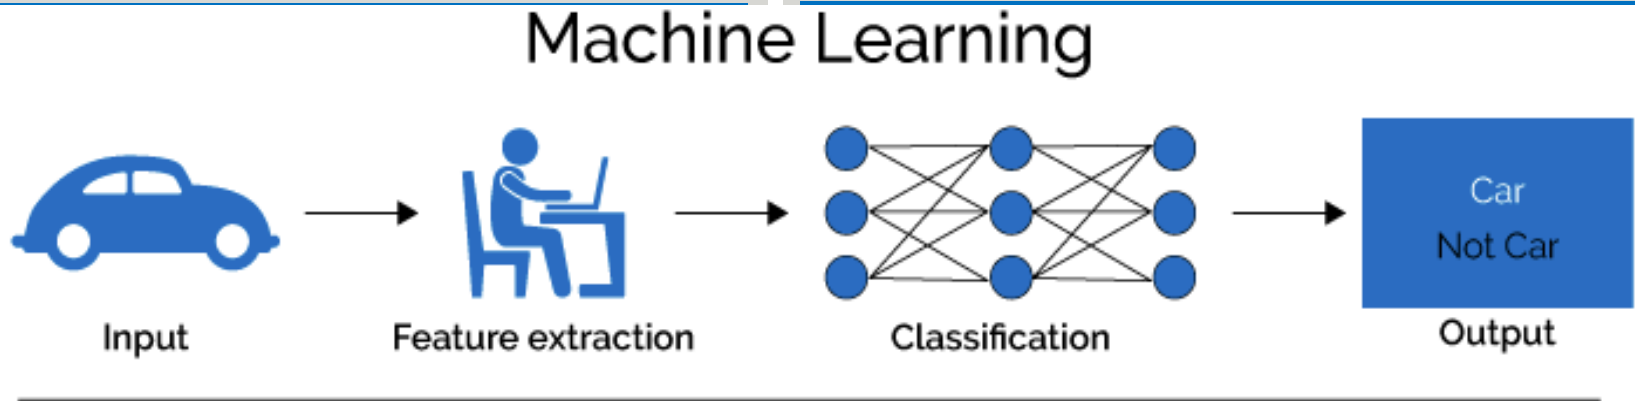 Machine Learning
Car
Not Car
Input
Feature extraction
Classification
Output